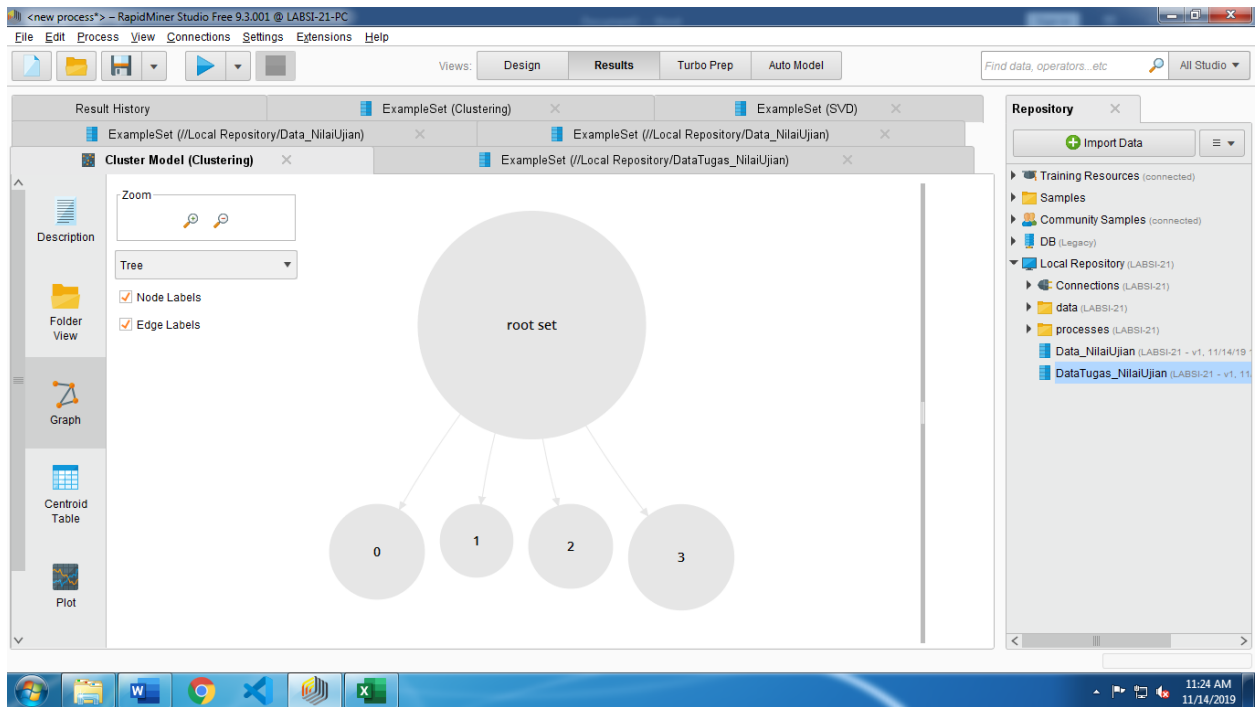 <new process*> – RapidMiner Studio Free 9.3.001 @ LABSI-21-PC
File Edit Process View Connections Settings Extensions Help
Views: Design Results Turbo Prep Auto Model Find data, operators...etc All Studio
Result History ExampleSet (Clustering) ExampleSet (SVD)
ExampleSet (//Local Repository/Data_NilaiUjian) ExampleSet (//Local Repository/Data_NilaiUjian)
Cluster Model (Clustering) ExampleSet (//Local Repository/DataTugas_NilaiUjian)
Description
Folder View
Graph
Centroid Table
Plot
Zoom
Tree
Node Labels
Edge Labels
root set
0
1
2
3
Repository
Import Data
Training Resources (connected)
Samples
Community Samples (connected)
DB (Legacy)
Local Repository (LABSI-21)
Connections (LABSI-21)
data (LABSI-21)
processes (LABSI-21)
Data_NilaiUjian (LABSI-21 - v1, 11/14/19
DataTugas_NilaiUjian (LABSI-21 - v1, 11
11:24 AM
11/14/2019